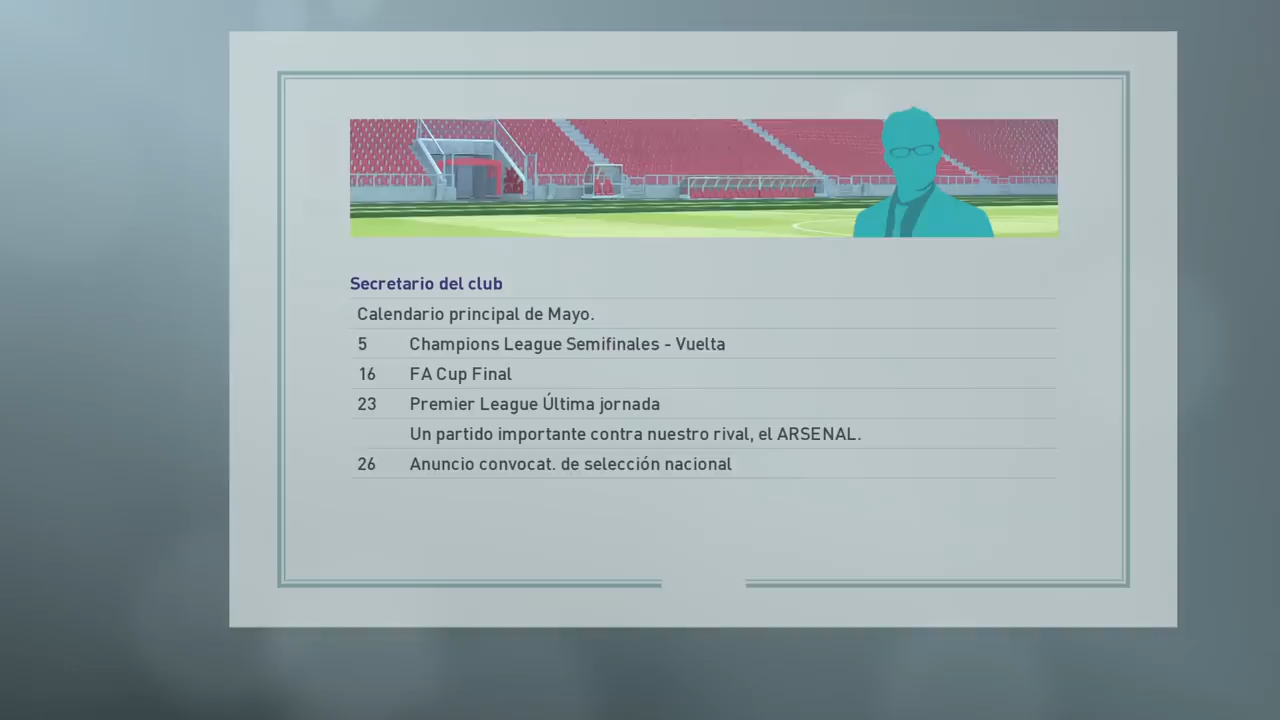 Secretario del club
Calendario principal de Mayo.
5 Champions League Semifinales - Vuelta
16 FA Cup Final
23 Premier League Última jornada
Un partido importante contra nuestro rival, el ARSENAL.
26 Anuncio convocat. de selección nacional